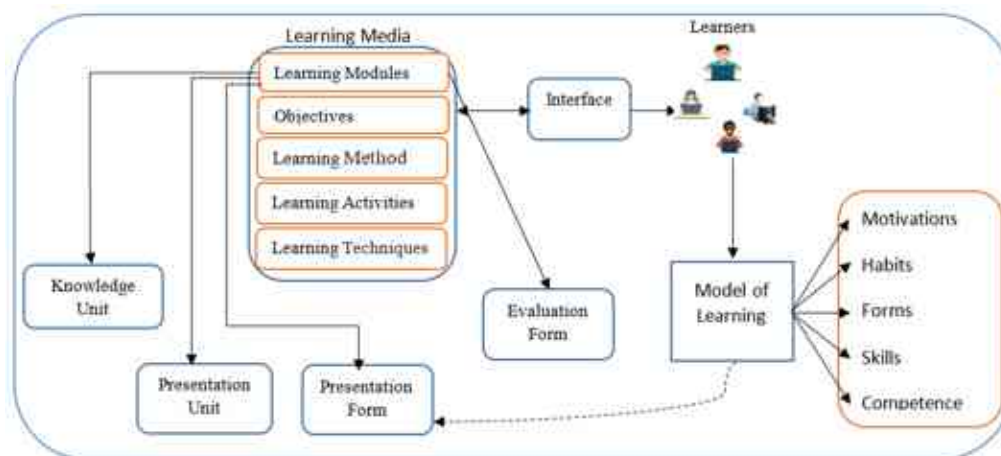 Learning Media
Learning Modules
Objectives
Learning Method
Learning Activities
Learning Techniques
Interface
Learners
Knowledge
Unit
Presentation
Unit
Presentation
Form
Evaluation
Form
Model of
Learning
Motivations
Habits
Forms
Skills
Competence